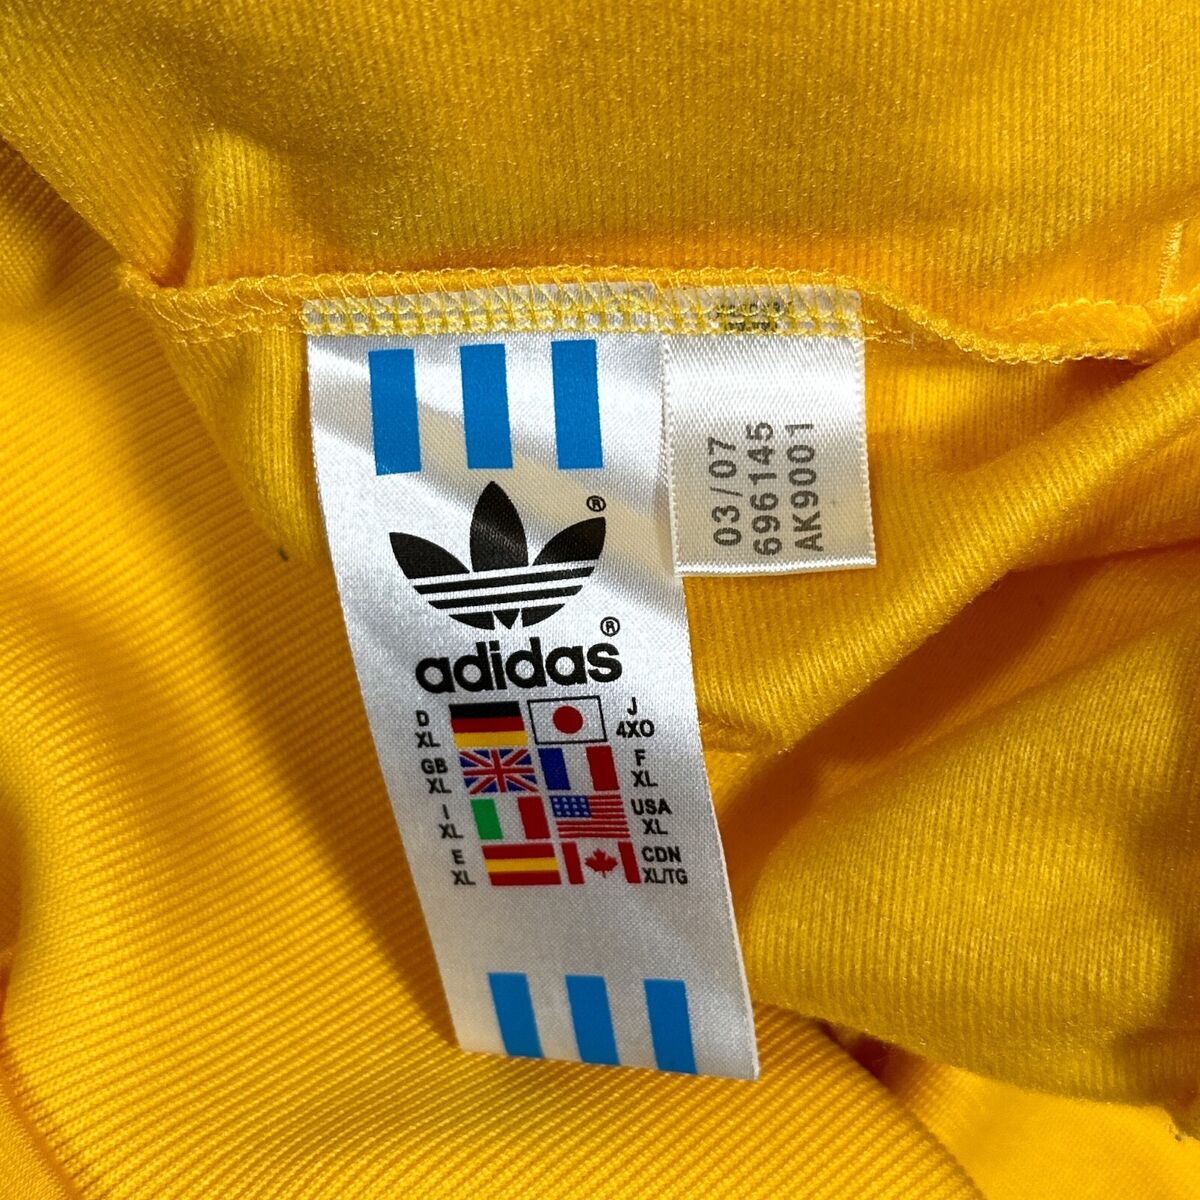 ®
®
adidas
D XL
J 4XO
GB XL
F XL
I XL
USA XL
E XL
CDN XL/TG
03/07
696145
AK9001